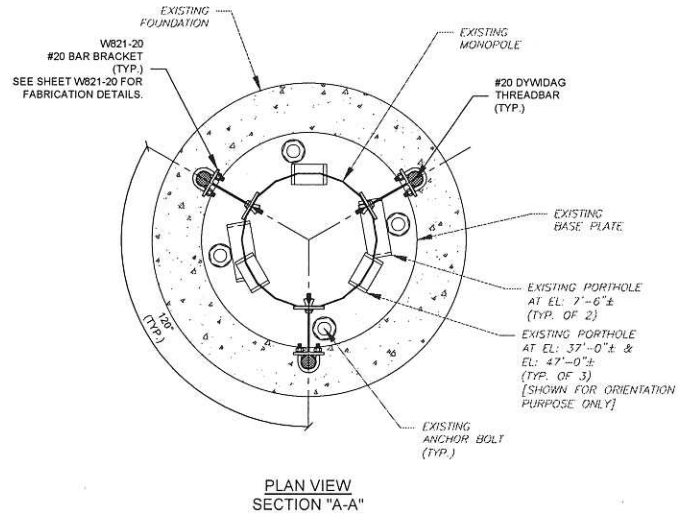 EXISTING
FOUNDATION
W821-20
#20 BAR BRACKET
(TYP.)
SEE SHEET W821-20 FOR
FABRICATION DETAILS.
EXISTING
MONOPOLE
#20 DYWIDAG
THREADBAR
(TYP.)
EXISTING
BASE PLATE
EXISTING PORTHOLE
AT EL: 7'-6"±
(TYP. OF 2)
EXISTING PORTHOLE
AT EL: 37'-0"± &
EL: 47'-0"±
(TYP. OF 3)
[SHOWN FOR ORIENTATION
PURPOSE ONLY]
120°
(TYP.)
EXISTING
ANCHOR BOLT
(TYP.)
PLAN VIEW
SECTION "A-A"